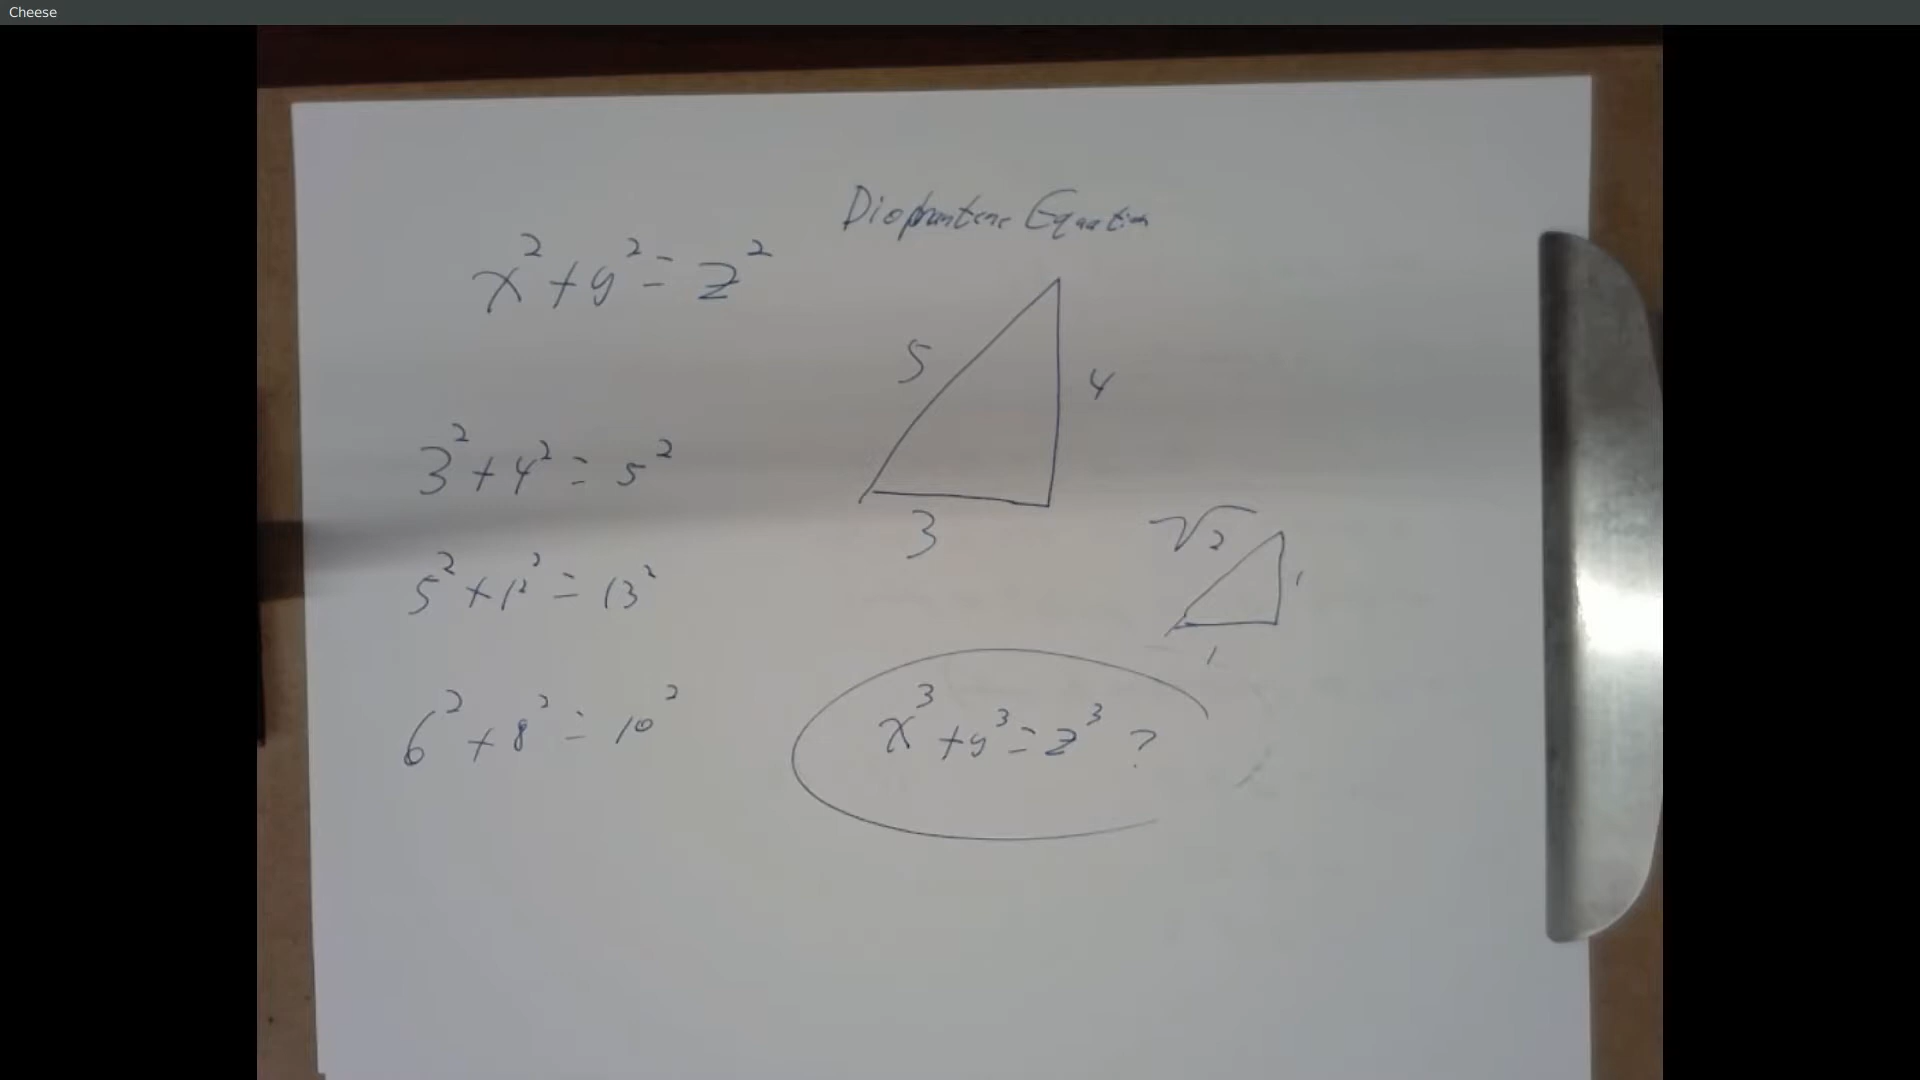 Cheese
Diophantene Equation
x² + y² = z²
5
4
3² + 4² = 5²
3
√2
1
1
5² + 12² = 13²
6² + 8² = 10²
x³ + y³ = z³ ?